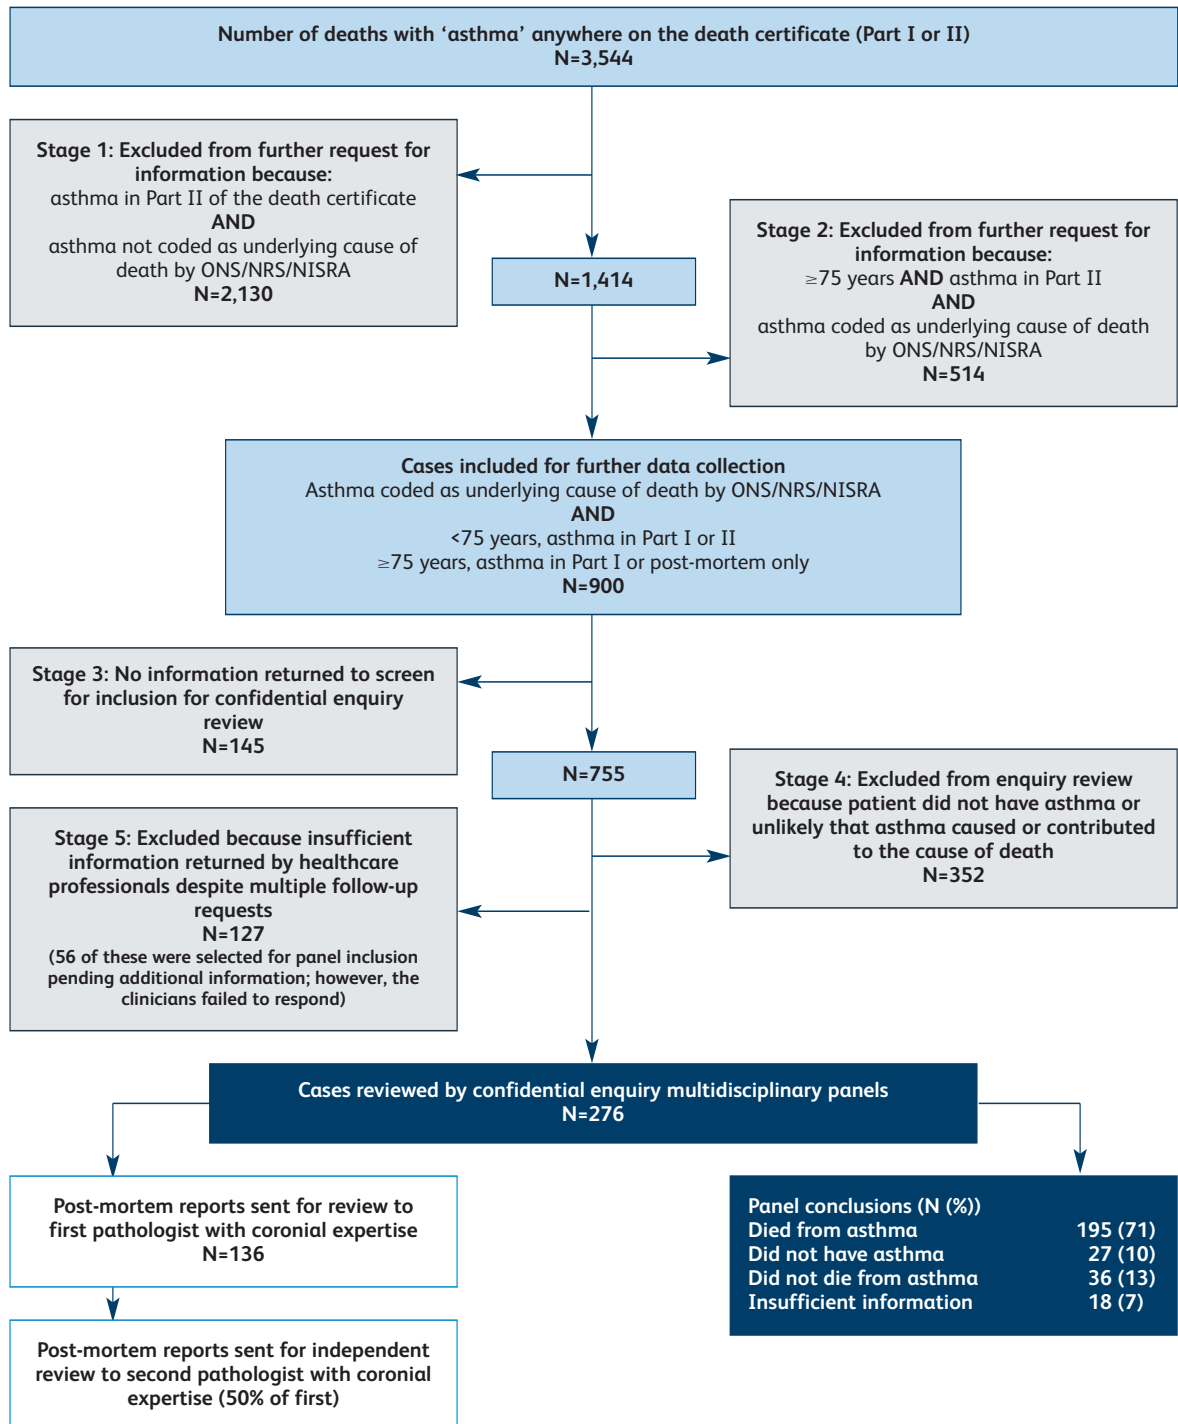 Number of deaths with ‘asthma’ anywhere on the death certificate (Part I or II)
N=3,544
Stage 1: Excluded from further request for
information because:
asthma in Part II of the death certificate
AND
asthma not coded as underlying cause of
death by ONS/NRS/NISRA
N=2,130
N=1,414
Stage 2: Excluded from further request for
information because:
≥75 years AND asthma in Part II
AND
asthma coded as underlying cause of death
by ONS/NRS/NISRA
N=514
Cases included for further data collection
Asthma coded as underlying cause of death by ONS/NRS/NISRA
AND
<75 years, asthma in Part I or II
≥75 years, asthma in Part I or post-mortem only
N=900
Stage 3: No information returned to screen
for inclusion for confidential enquiry
review
N=145
N=755
Stage 4: Excluded from enquiry review
because patient did not have asthma or
unlikely that asthma caused or contributed
to the cause of death
N=352
Stage 5: Excluded because insufficient
information returned by healthcare
professionals despite multiple follow-up
requests
N=127
(56 of these were selected for panel inclusion
pending additional information; however, the
clinicians failed to respond)
Cases reviewed by confidential enquiry multidisciplinary panels
N=276
Post-mortem reports sent for review to
first pathologist with coronial expertise
N=136
Post-mortem reports sent for independent
review to second pathologist with coronial
expertise (50% of first)
Panel conclusions (N (%))
Died from asthma 195 (71)
Did not have asthma 27 (10)
Did not die from asthma 36 (13)
Insufficient information 18 (7)